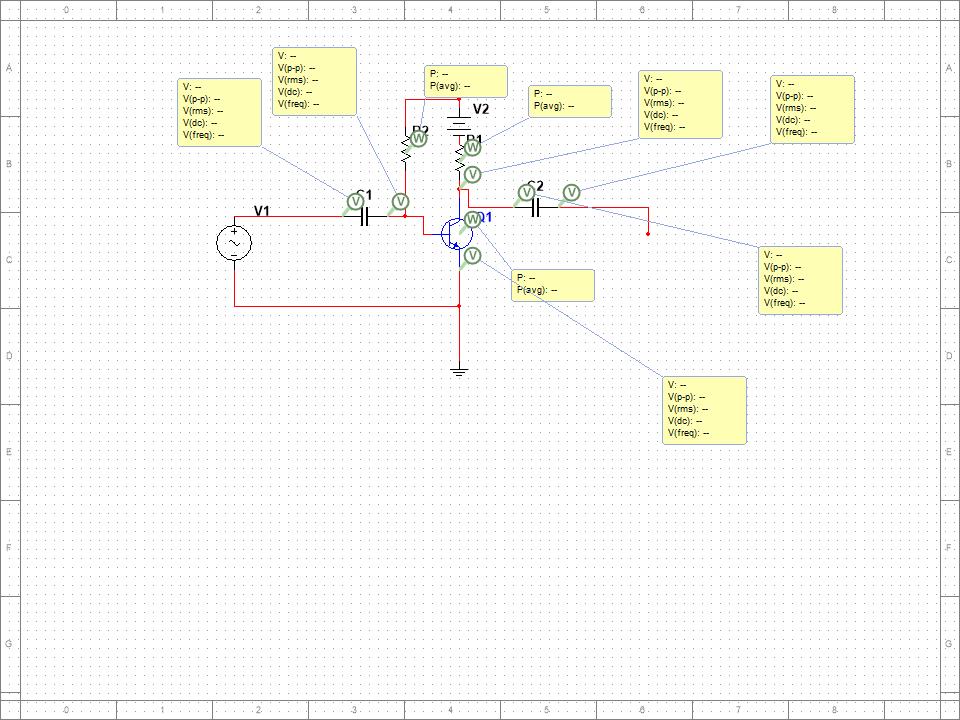 0 1 2 3 4 5 6 7 8
A
B
C
D
E
F
G
V: --
V(p-p): --
V(rms): --
V(dc): --
V(freq): --
V: --
V(p-p): --
V(rms): --
V(dc): --
V(freq): --
P: --
P(avg): --
P: --
P(avg): --
V: --
V(p-p): --
V(rms): --
V(dc): --
V(freq): --
V: --
V(p-p): --
V(rms): --
V(dc): --
V(freq): --
V2
R2
W
R1
W
V
C1
V
V
C2
V
V
V1
W
Q1
V
P: --
P(avg): --
V: --
V(p-p): --
V(rms): --
V(dc): --
V(freq): --
V: --
V(p-p): --
V(rms): --
V(dc): --
V(freq): --
A
B
C
D
E
F
G
0 1 2 3 4 5 6 7 8